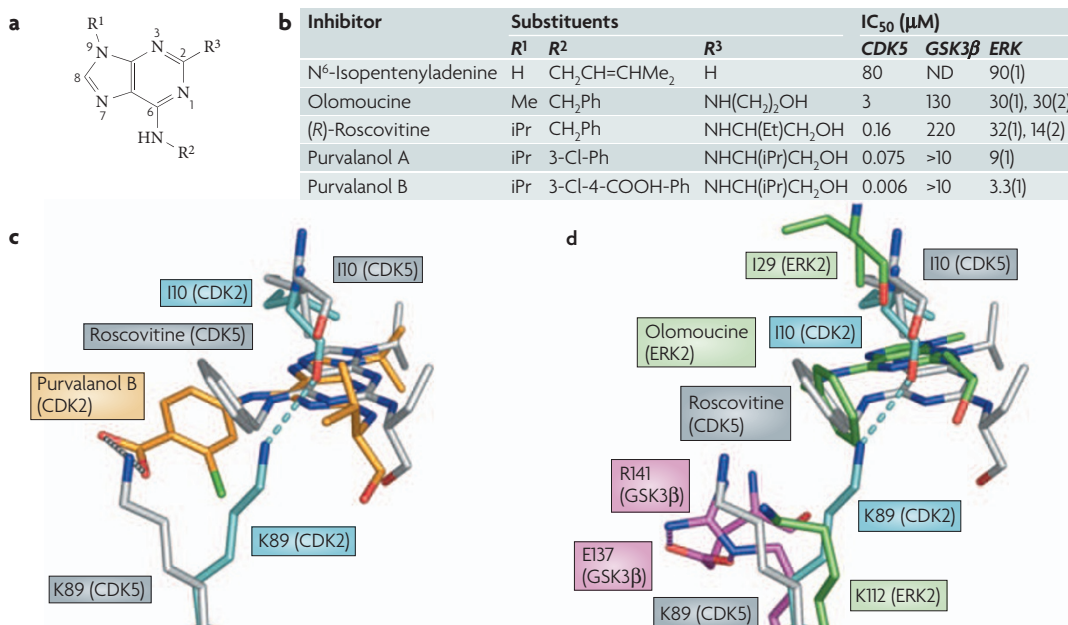 a
R¹
9
N
3
N
2
R³
8
N
7
6
N
1
HN
R²
b
Inhibitor Substituents IC₅₀ (μM)
R¹ R² R³ CDK5 GSK3β ERK
N⁶-Isopentenyladenine H CH₂CH=CHMe₂ H 80 ND 90(1)
Olomoucine Me CH₂Ph NH(CH₂)₂OH 3 130 30(1), 30(2)
(R)-Roscovitine iPr CH₂Ph NHCH(Et)CH₂OH 0.16 220 32(1), 14(2)
Purvalanol A iPr 3-Cl-Ph NHCH(iPr)CH₂OH 0.075 >10 9(1)
Purvalanol B iPr 3-Cl-4-COOH-Ph NHCH(iPr)CH₂OH 0.006 >10 3.3(1)
c
I10 (CDK5)
I10 (CDK2)
Roscovitine (CDK5)
Purvalanol B
(CDK2)
K89 (CDK2)
K89 (CDK5)
d
I29 (ERK2)
I10 (CDK5)
Olomoucine
(ERK2)
I10 (CDK2)
Roscovitine
(CDK5)
R141
(GSK3β)
K89 (CDK2)
E137
(GSK3β)
K89 (CDK5)
K112 (ERK2)